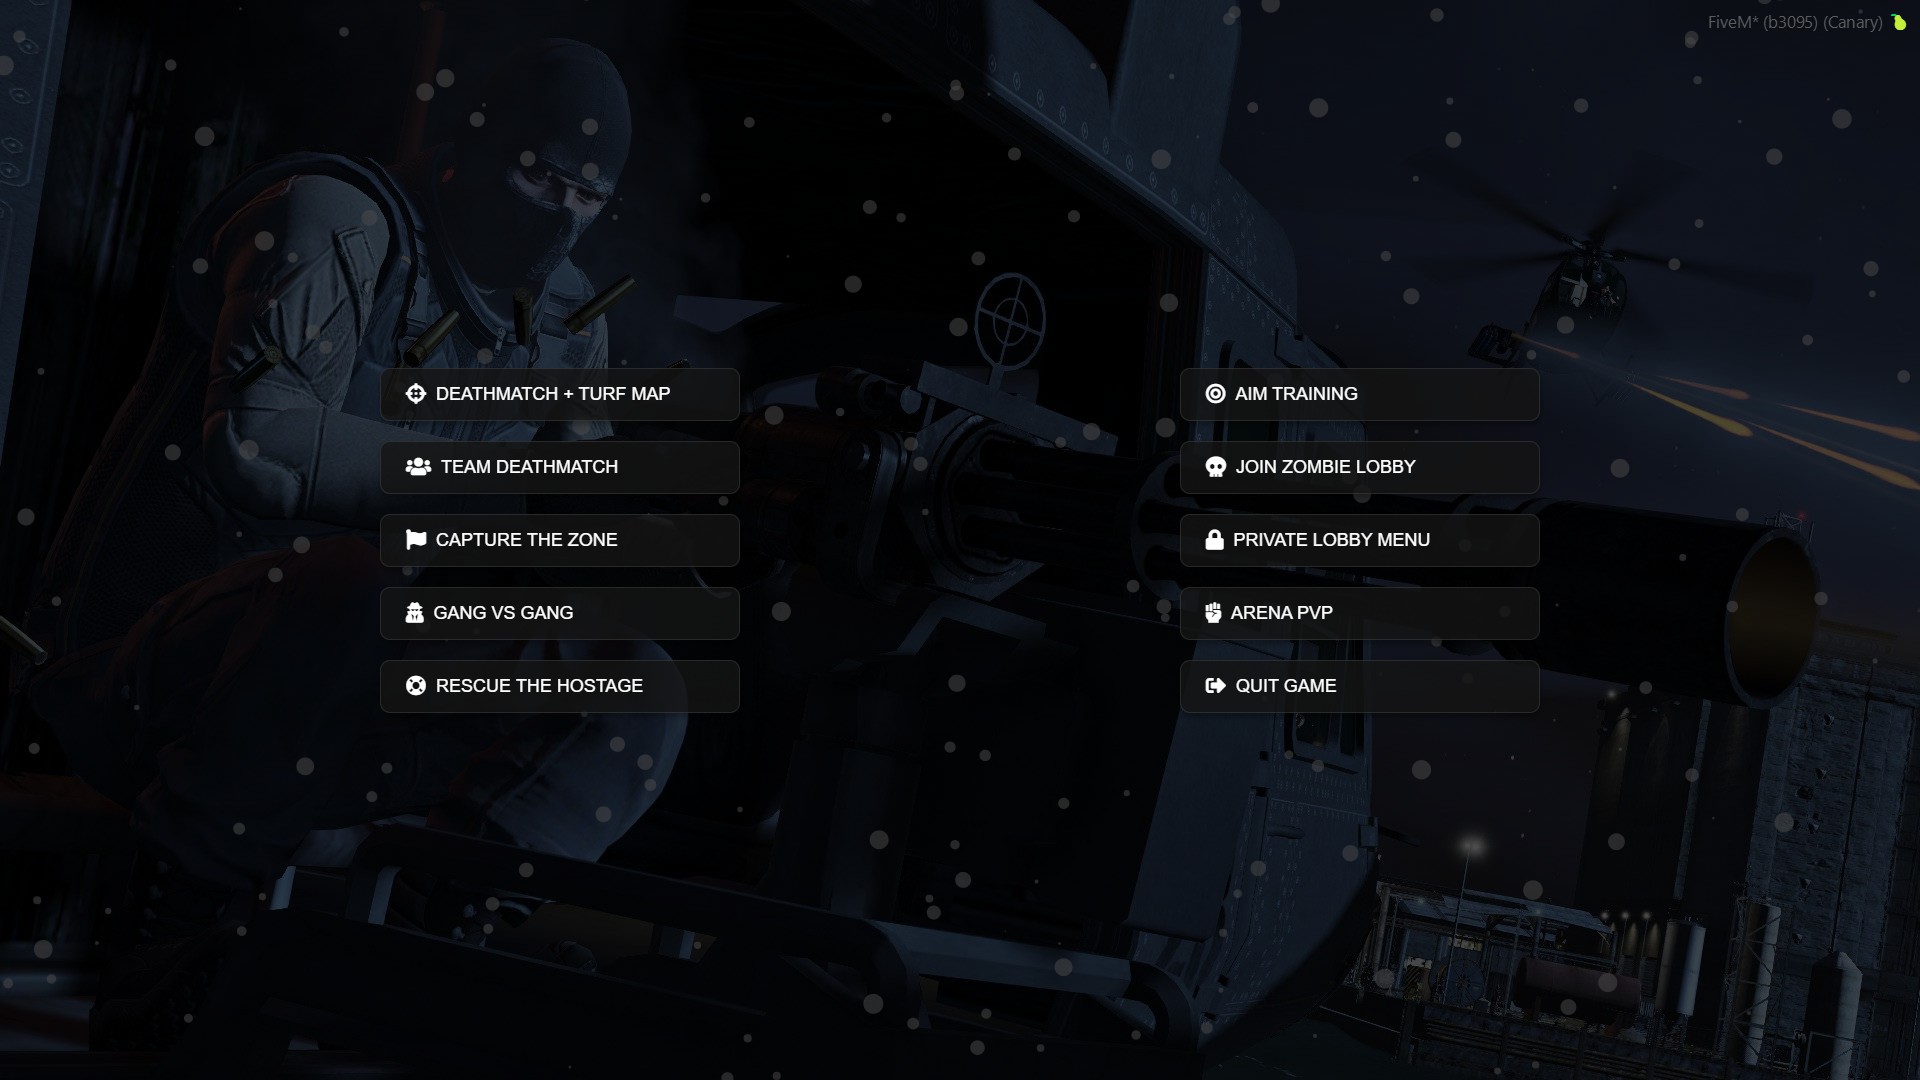 FiveM* (b3095) (Canary)
DEATHMATCH + TURF MAP
TEAM DEATHMATCH
CAPTURE THE ZONE
GANG VS GANG
RESCUE THE HOSTAGE
AIM TRAINING
JOIN ZOMBIE LOBBY
PRIVATE LOBBY MENU
ARENA PVP
QUIT GAME